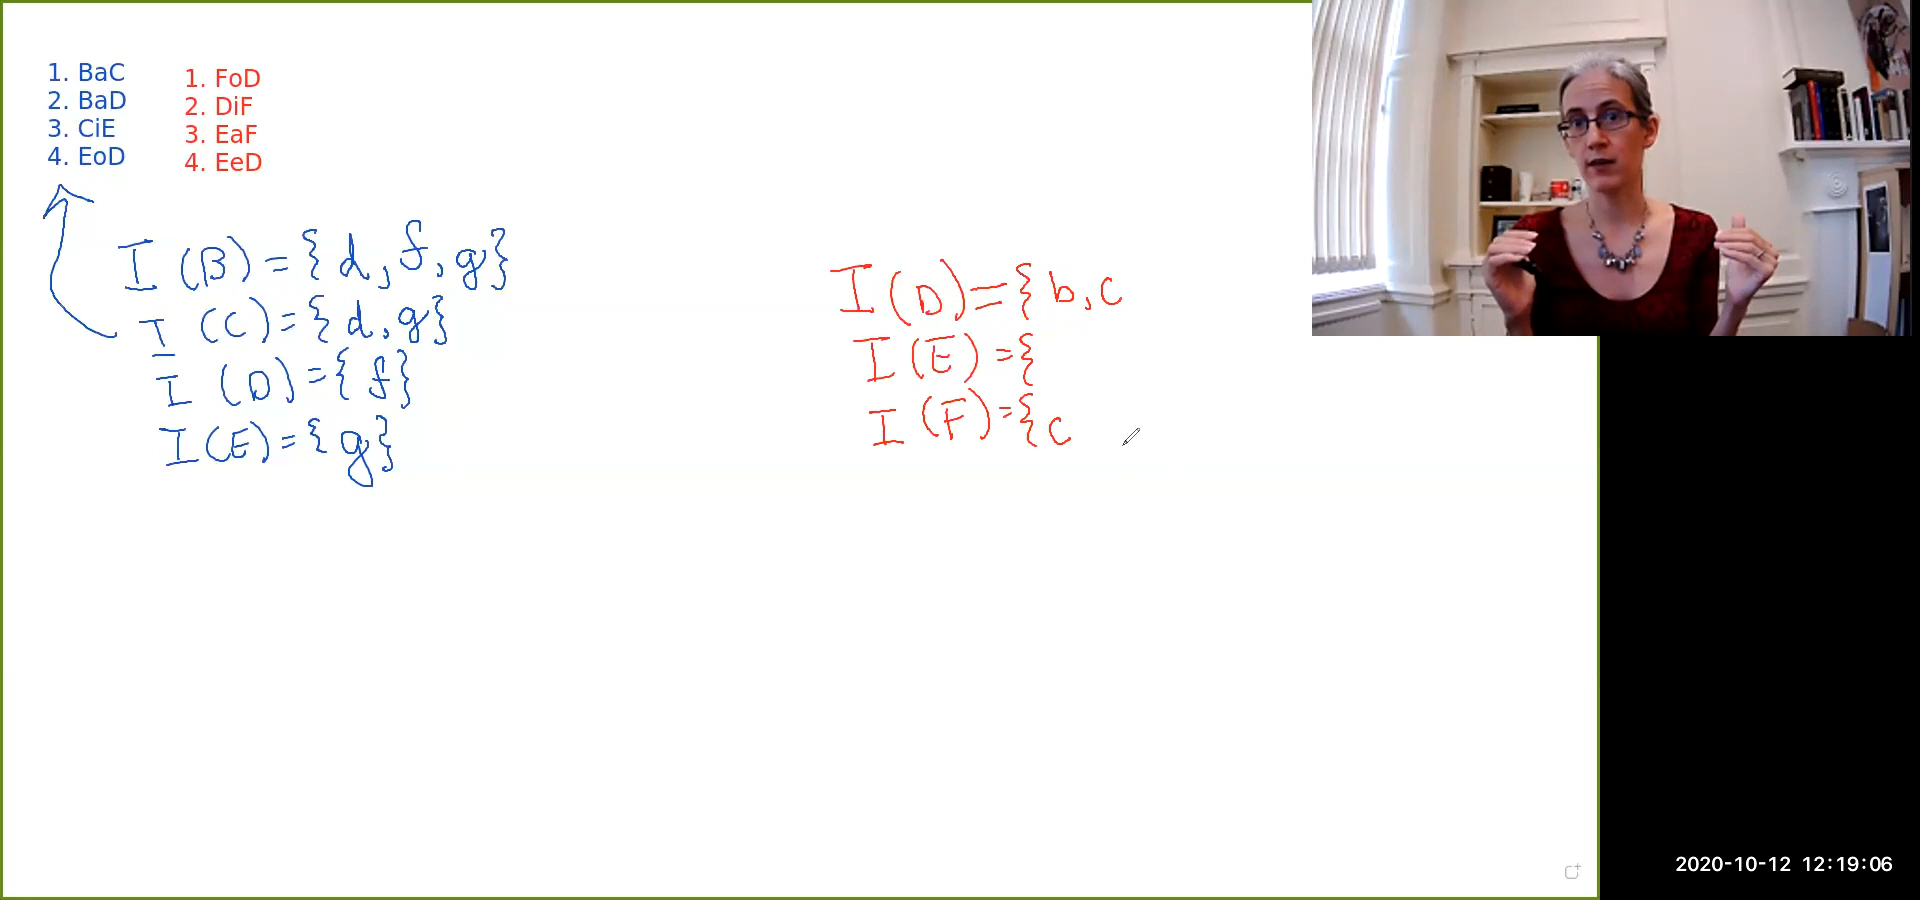 1. BaC
2. BaD
3. CiE
4. EoD
1. FoD
2. DiF
3. EaF
4. EeD
I (B) = { d, f, g}
I (C) = { d, g}
I (D) = { f}
I (E) = { g}
I (D) = { b, c
I (E) = {
I (F) = { c
2020-10-12 12:19:06